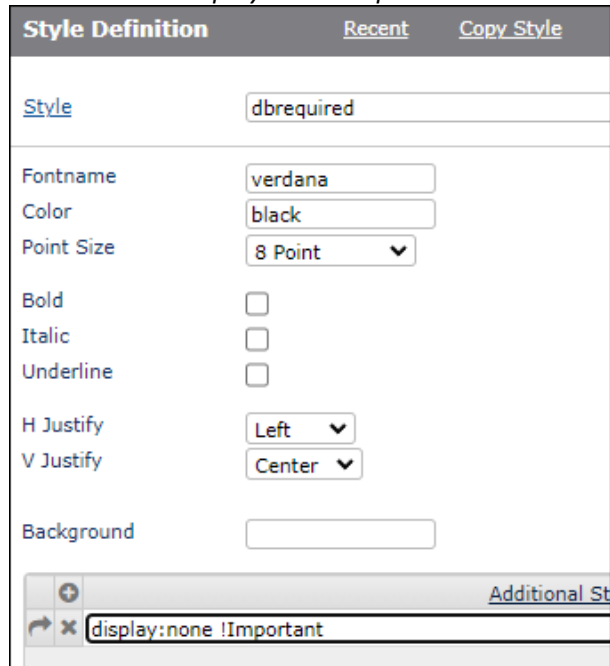 Style Definition Recent Copy Style
Style dbrequired
Fontname verdana
Color black
Point Size 8 Point
Bold
Italic
Underline
H Justify Left
V Justify Center
Background
Additional St
display:none !Important